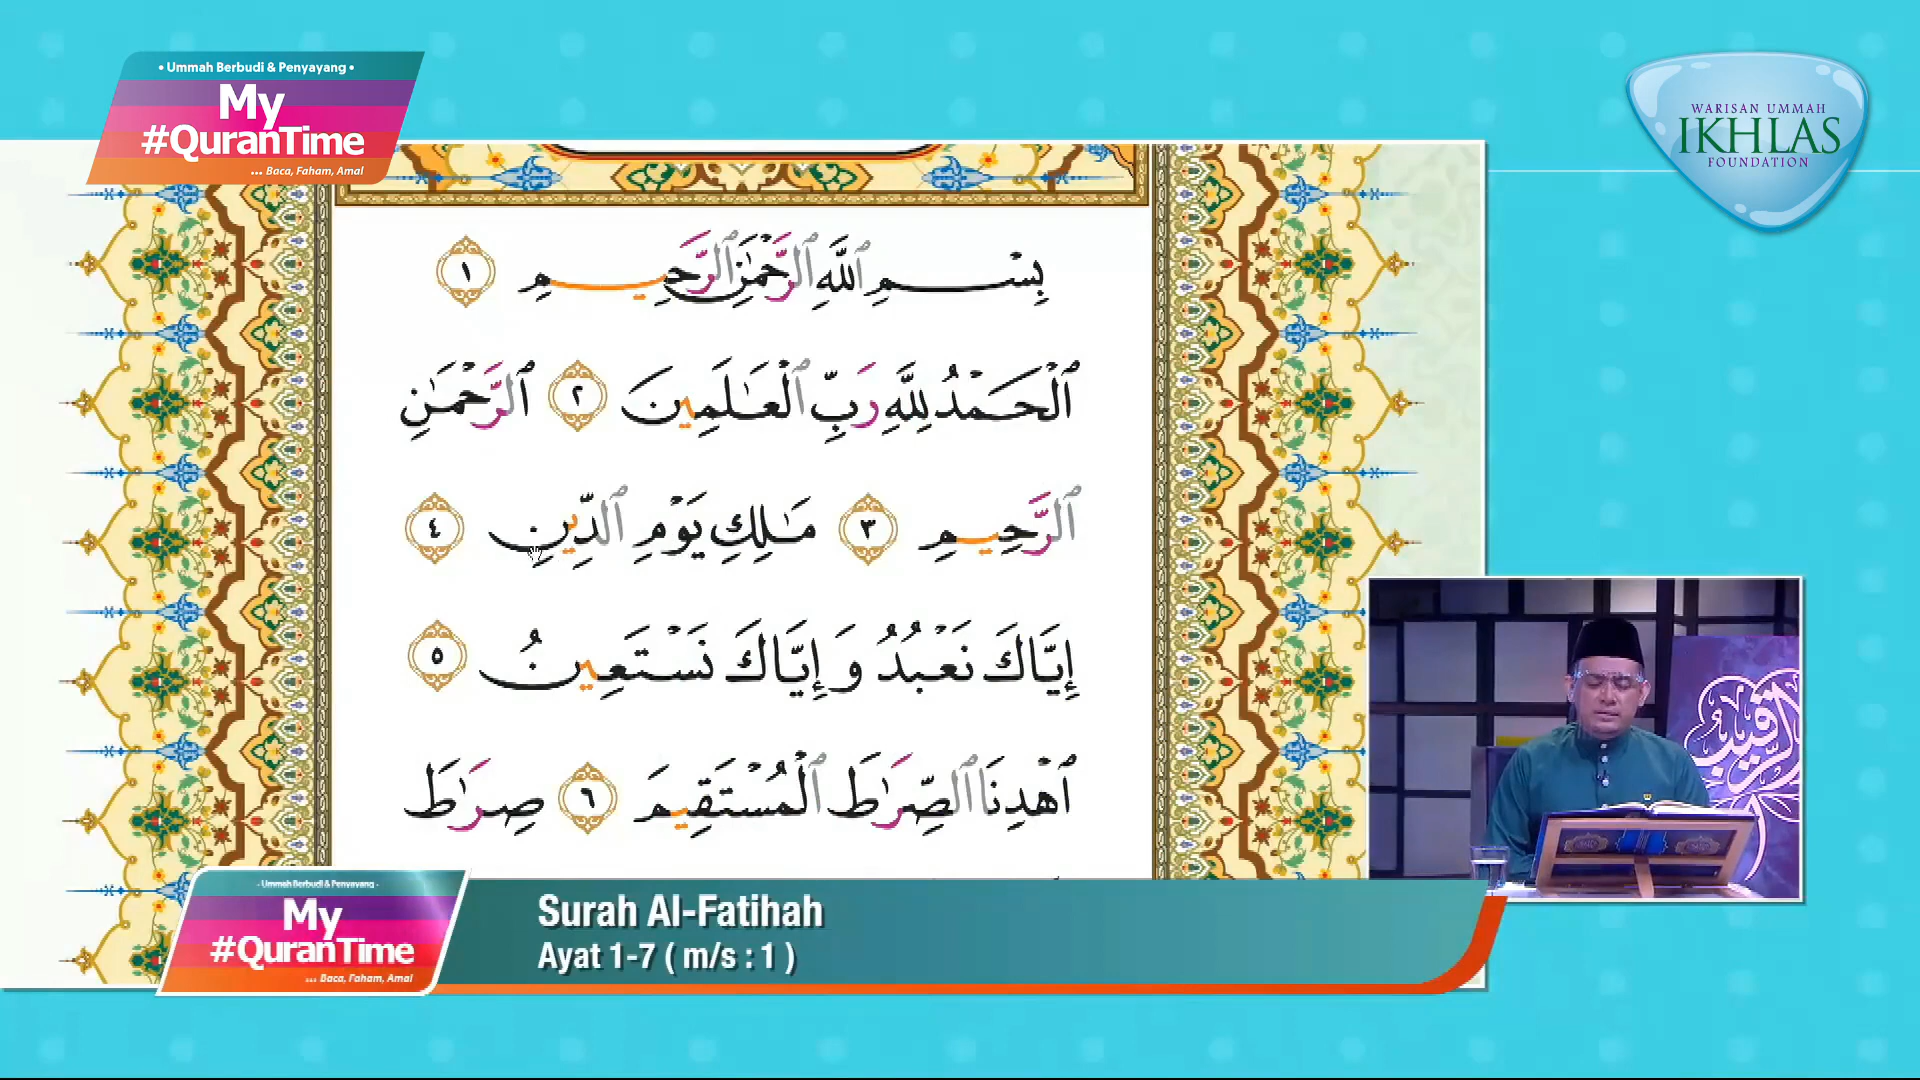 • Ummah Berbudi & Penyayang •
My
#QuranTime
... Baca, Faham, Amal
WARISAN UMMAH
IKHLAS
FOUNDATION
بِسْمِ ٱللَّهِ ٱلرَّحْمَٰنِ ٱلرَّحِيمِ ١
ٱلْحَمْدُ لِلَّهِ رَبِّ ٱلْعَـٰلَمِينَ ٢ ٱلرَّحْمَـٰنِ
ٱلرَّحِيمِ ٣ مَـٰلِكِ يَوْمِ ٱلدِّينِ ٤
إِيَّاكَ نَعْبُدُ وَإِيَّاكَ نَسْتَعِينُ ٥
ٱهْدِنَا ٱلصِّرَٰطَ ٱلْمُسْتَقِيمَ ٦ صِرَٰطَ
- Ummah Berbudi & Penyayang -
My
#QuranTime
... Baca, Faham, Amal
Surah Al-Fatihah
Ayat 1-7 ( m/s : 1 )